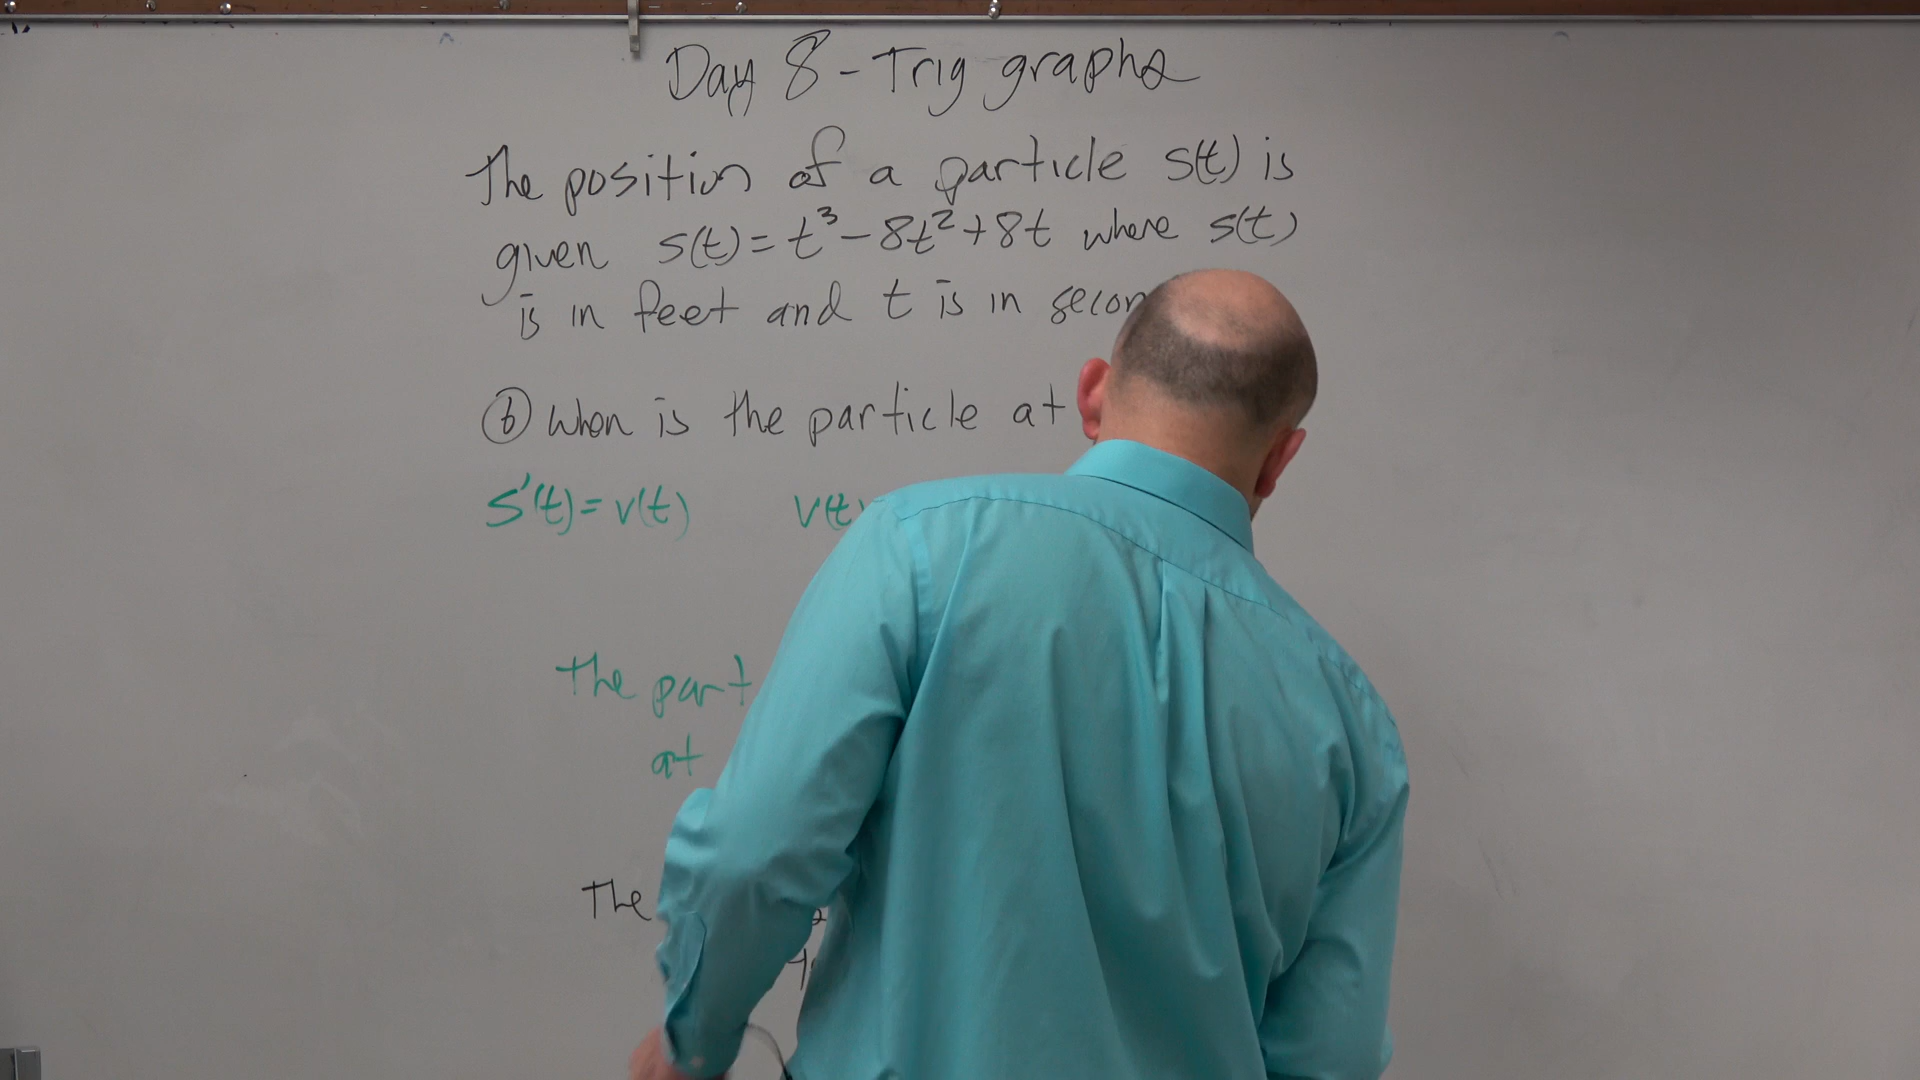 Day 8 - Trig graphs
The position of a particle s(t) is
given s(t) = t³ - 8t² + 8t where s(t)
is in feet and t is in secon
ⓑ When is the particle at
s'(t) = v(t) v(t)
The part
at
The